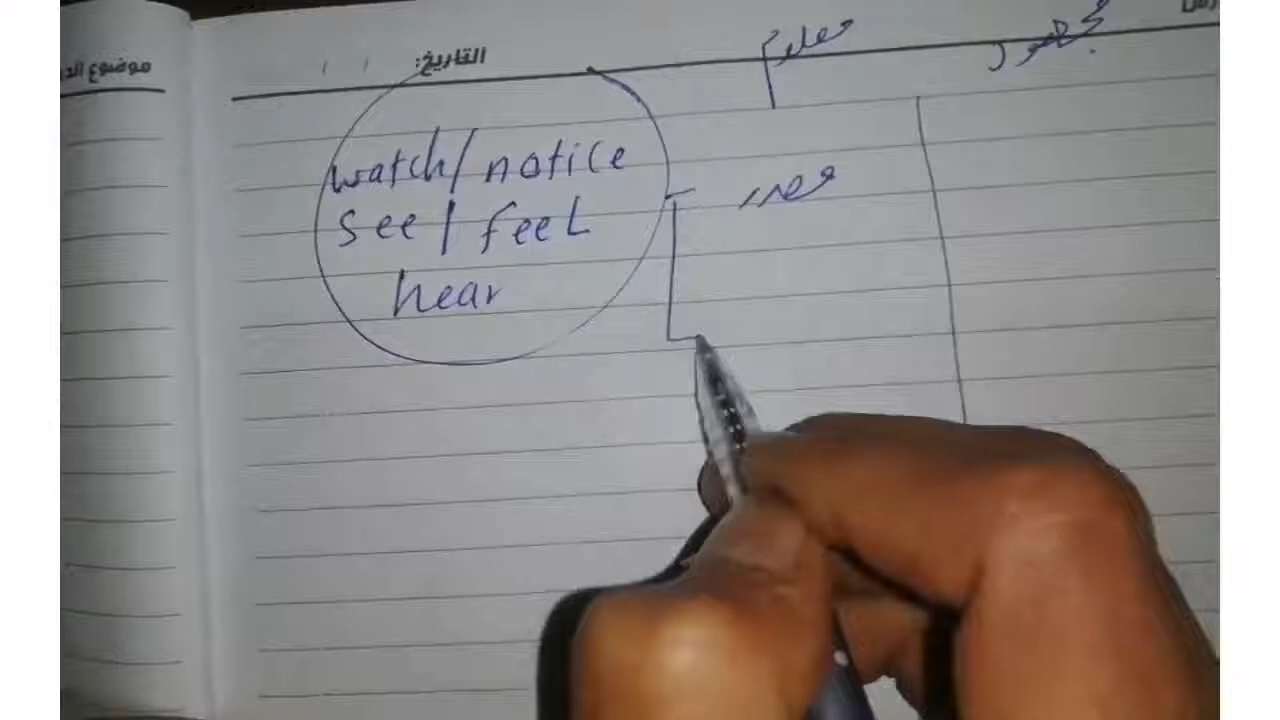 موضوع الد
التاريخ: / /
معلوم
مجهول
watch/notice
see/feel
hear
مصدر